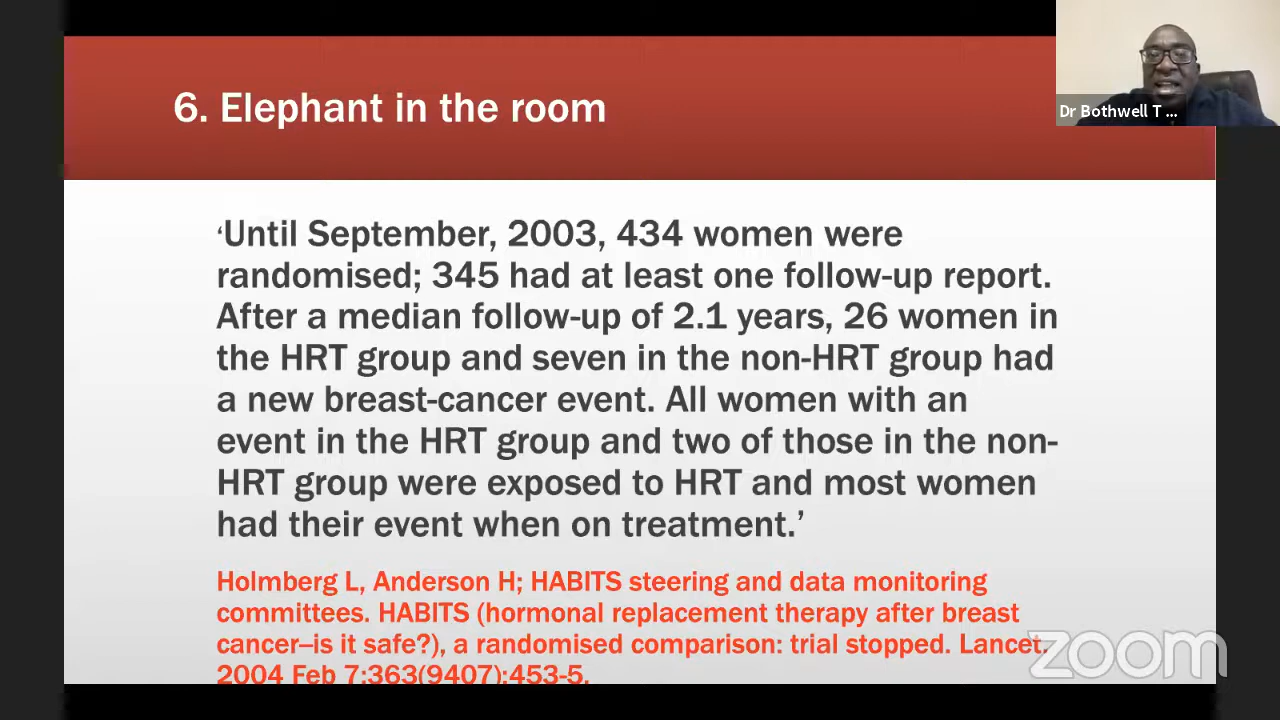 6. Elephant in the room
Dr Bothwell T ...
‘Until September, 2003, 434 women were
randomised; 345 had at least one follow-up report.
After a median follow-up of 2.1 years, 26 women in
the HRT group and seven in the non-HRT group had
a new breast-cancer event. All women with an
event in the HRT group and two of those in the non-
HRT group were exposed to HRT and most women
had their event when on treatment.’
Holmberg L, Anderson H; HABITS steering and data monitoring
committees. HABITS (hormonal replacement therapy after breast
cancer–is it safe?), a randomised comparison: trial stopped. Lancet.
2004 Feb 7;363(9407):453-5.
zoom